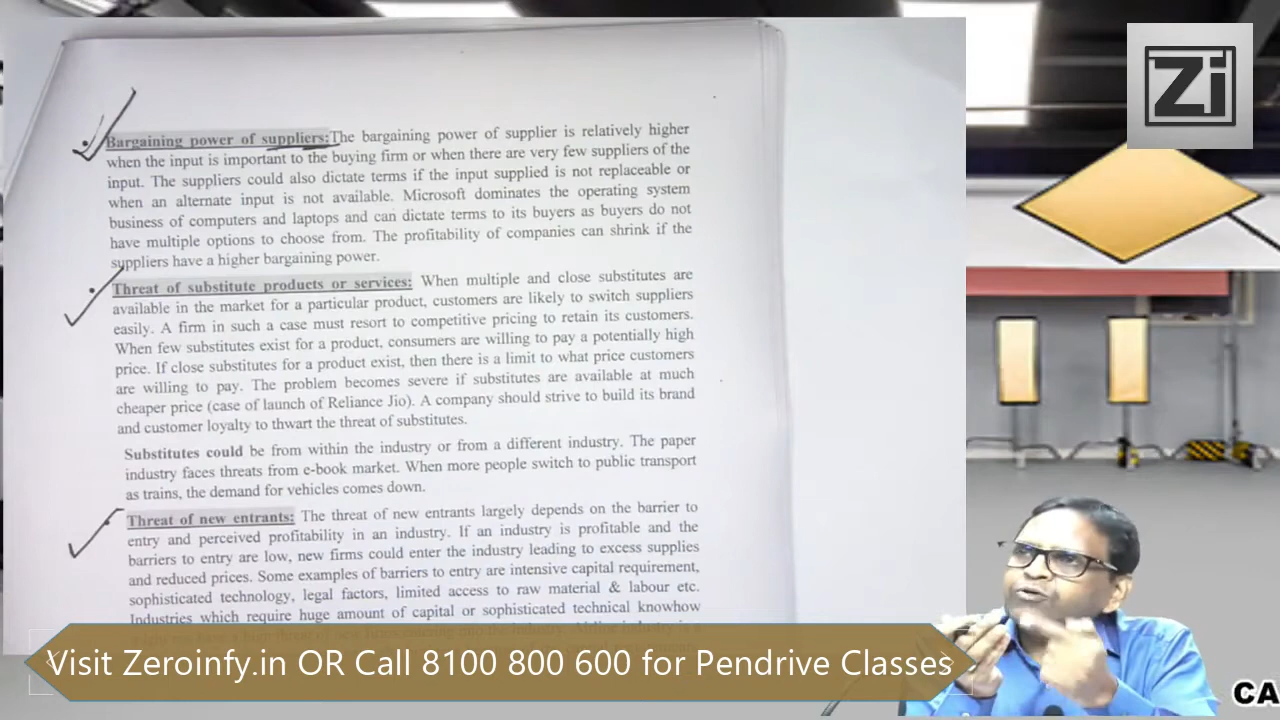 Zi
Bargaining power of suppliers: The bargaining power of supplier is relatively higher
when the input is important to the buying firm or when there are very few suppliers of the
input. The suppliers could also dictate terms if the input supplied is not replaceable or
when an alternate input is not available. Microsoft dominates the operating system
business of computers and laptops and can dictate terms to its buyers as buyers do not
have multiple options to choose from. The profitability of companies can shrink if the
suppliers have a higher bargaining power.
Threat of substitute products or services: When multiple and close substitutes are
available in the market for a particular product, customers are likely to switch suppliers
easily. A firm in such a case must resort to competitive pricing to retain its customers.
When few substitutes exist for a product, consumers are willing to pay a potentially high
price. If close substitutes for a product exist, then there is a limit to what price customers
are willing to pay. The problem becomes severe if substitutes are available at much
cheaper price (case of launch of Reliance Jio). A company should strive to build its brand
and customer loyalty to thwart the threat of substitutes.
Substitutes could be from within the industry or from a different industry. The paper
industry faces threats from e-book market. When more people switch to public transport
as trains, the demand for vehicles comes down.
Threat of new entrants: The threat of new entrants largely depends on the barrier to
entry and perceived profitability in an industry. If an industry is profitable and the
barriers to entry are low, new firms could enter the industry leading to excess supplies
and reduced prices. Some examples of barriers to entry are intensive capital requirement,
sophisticated technology, legal factors, limited access to raw material & labour etc.
Industries which require huge amount of capital or sophisticated technical knowhow
Visit Zeroinfy.in OR Call 8100 800 600 for Pendrive Classes
CA